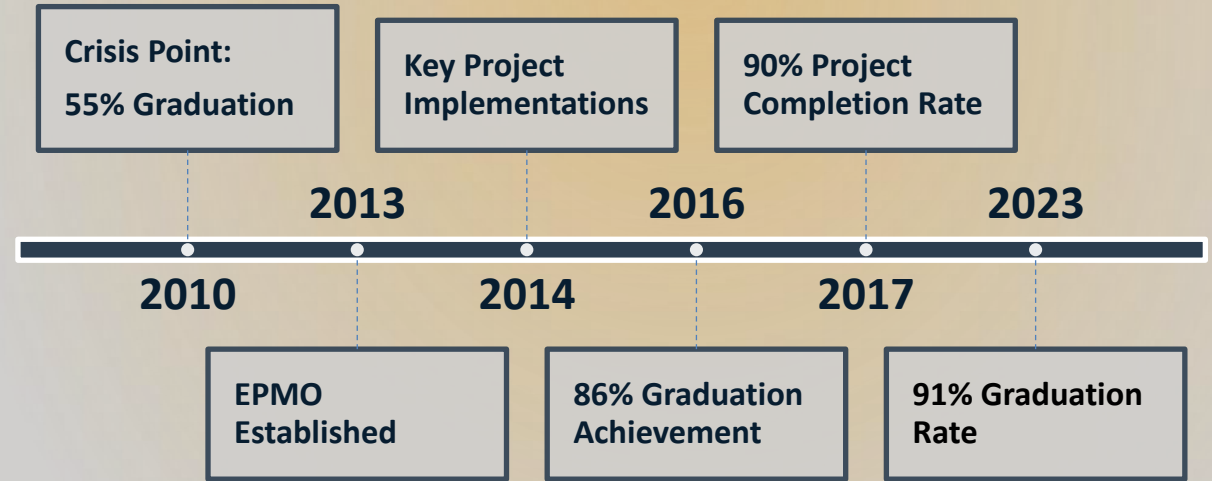 Crisis Point:
55% Graduation
Key Project
Implementations
90% Project
Completion Rate
2013
2016
2023
2010
2014
2017
EPMO
Established
86% Graduation
Achievement
91% Graduation
Rate